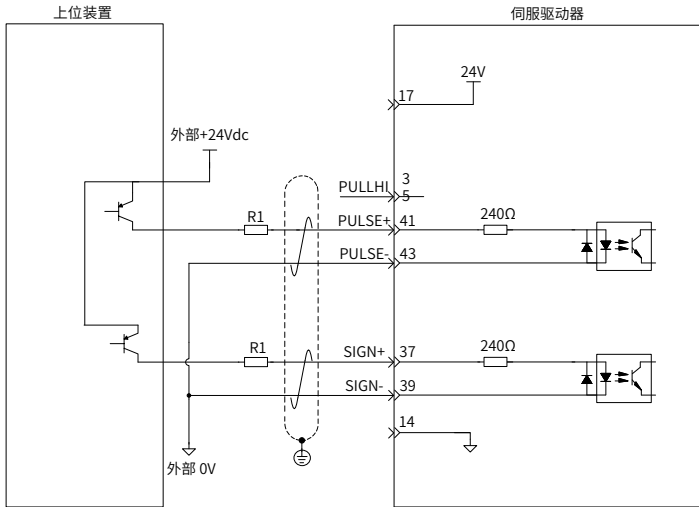 上位装置
伺服驱动器
24V
17
外部+24Vdc
PULLHI
3
5
R1
PULSE+
41
240Ω
PULSE-
43
R1
SIGN+
37
240Ω
SIGN-
39
14
外部 0V